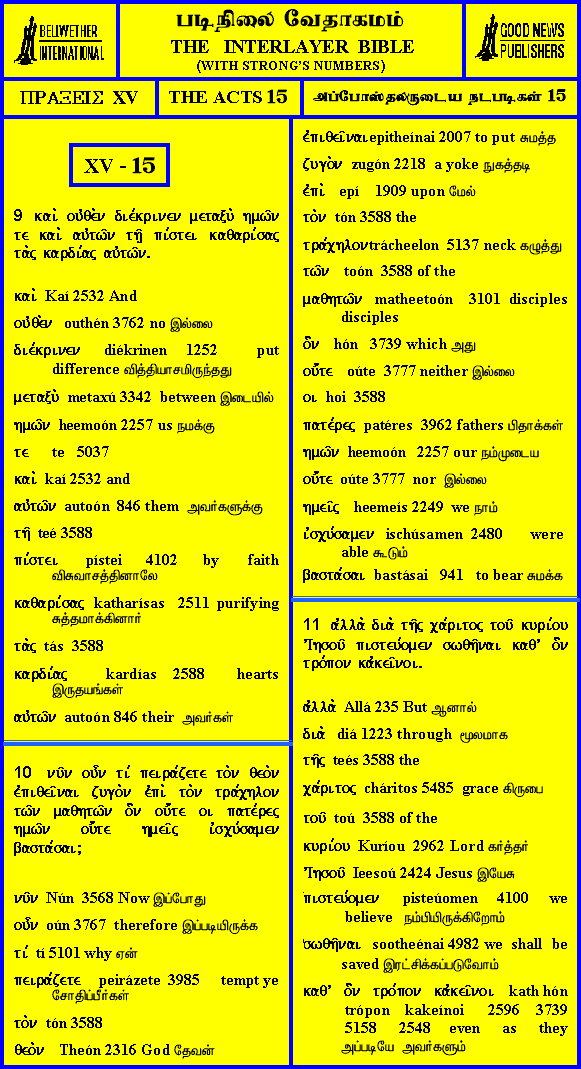 BELLWETHER
INTERNATIONAL
படிநிலை வேதாகமம்
THE INTERLAYER BIBLE
(WITH STRONG'S NUMBERS)
GOOD NEWS
PUBLISHERS
ΠΡΑΞΕΙΣ XV
THE ACTS 15
அப்போஸ்தலருடைய நடபடிகள் 15
XV - 15
9 καὶ οὐθὲν διέκρινεν μεταξὺ ημῶν
τε καὶ αὐτῶν τῇ πίστει καθαρίσας
τὰς καρδίας αὐτῶν.
καὶ Kaí 2532 And
οὐθὲν outhén 3762 no இல்லை
διέκρινεν diékrinen 1252 put
difference வித்தியாசமிருந்தது
μεταξὺ metaxú 3342 between இடையில்
ημῶν heemoón 2257 us நமக்கு
τε te 5037
καὶ kaí 2532 and
αὐτῶν autoón 846 them அவர்களுக்கு
τῇ teé 3588
πίστει pístei 4102 by faith
விசுவாசத்தினாலே
καθαρίσας katharísas 2511 purifying
சுத்தமாக்கினார்
τὰς tás 3588
καρδίας kardías 2588 hearts
இருதயங்கள்
αὐτῶν autoón 846 their அவர்கள்
10 νῦν οὖν τί πειράζετε τὸν θεὸν
ἐπιθεῖναι ζυγὸν ἐπὶ τὸν τράχηλον
τῶν μαθητῶν ὃν οὔτε οι πατέρες
ημῶν οὔτε ημεῖς ἰσχύσαμεν
βαστάσαι;
νῦν Nún 3568 Now இப்போது
οὖν oún 3767 therefore இப்படியிருக்க
τί tí 5101 why ஏன்
πειράζετε peirázete 3985 tempt ye
சோதிப்பீர்கள்
τὸν tón 3588
θεὸν Theón 2316 God தேவன்
ἐπιθεῖναι epitheínai 2007 to put சுமத்த
ζυγὸν zugón 2218 a yoke நுகத்தடி
ἐπὶ epí 1909 upon மேல்
τὸν tón 3588 the
τράχηλον trácheelon 5137 neck கழுத்து
τῶν toón 3588 of the
μαθητῶν matheetoón 3101 disciples
disciples
ὃν hón 3739 which அது
οὔτε oúte 3777 neither இல்லை
οι hoi 3588
πατέρες patéres 3962 fathers பிதாக்கள்
ημῶν heemoón 2257 our நம்முடைய
οὔτε oúte 3777 nor இல்லை
ημεῖς heemeís 2249 we நாம்
ἰσχύσαμεν ischúsamen 2480 were
able கூடும்
βαστάσαι bastásai 941 to bear சுமக்க
11 ἀλλὰ διὰ τῆς χάριτος τοῦ κυρίου
Ἰησοῦ πιστεύομεν σωθῆναι καθ’ ὃν
τρόπον κἀκεῖνοι.
ἀλλὰ Allá 235 But ஆனால்
διὰ diá 1223 through மூலமாக
τῆς teés 3588 the
χάριτος cháritos 5485 grace கிருபை
τοῦ toú 3588 of the
κυρίου Kuríou 2962 Lord கர்த்தர்
Ἰησοῦ Ieesoú 2424 Jesus இயேசு
πιστεύομεν pisteúomen 4100 we
believe நம்பியிருக்கிறோம்
σωθῆναι sootheénai 4982 we shall be
saved இரட்சிக்கப்படுவோம்
καθ’ ὃν τρόπον κἀκεῖνοι kath hón
trópon kakeínoi 2596 3739
5158 2548 even as they
அப்படியே அவர்களும்